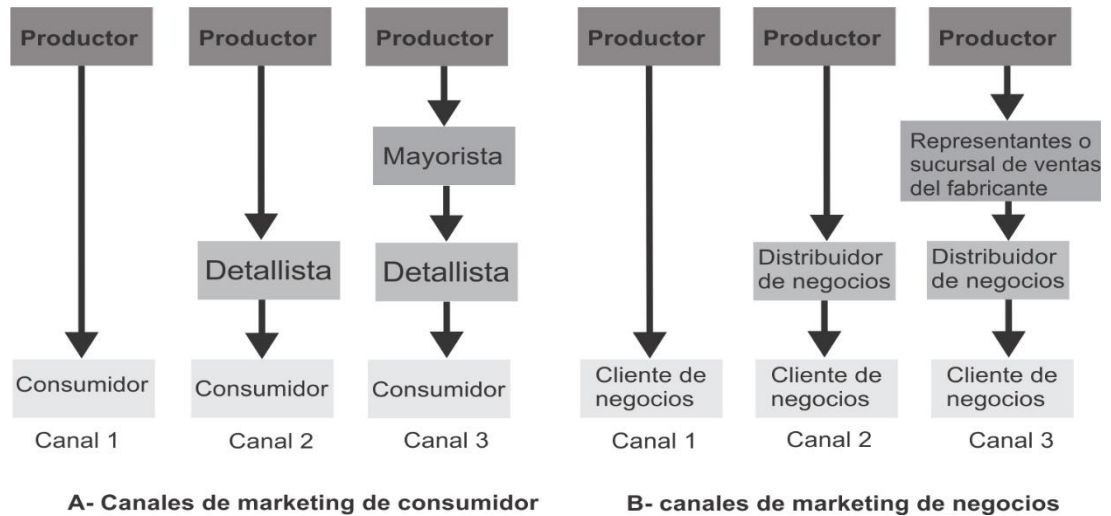 Productor
Productor
Productor
Productor
Productor
Productor
Mayorista
Representantes o
sucursal de ventas
del fabricante
Detallista
Detallista
Distribuidor
de negocios
Distribuidor
de negocios
Consumidor
Consumidor
Consumidor
Cliente de
negocios
Cliente de
negocios
Cliente de
negocios
Canal 1
Canal 2
Canal 3
Canal 1
Canal 2
Canal 3
A- Canales de marketing de consumidor
B- canales de marketing de negocios